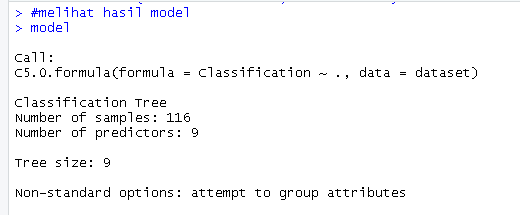 > #melihat hasil model
> model
Call:
C5.0.formula(formula = Classification ~ ., data = dataset)
Classification Tree
Number of samples: 116
Number of predictors: 9
Tree size: 9
Non-standard options: attempt to group attributes